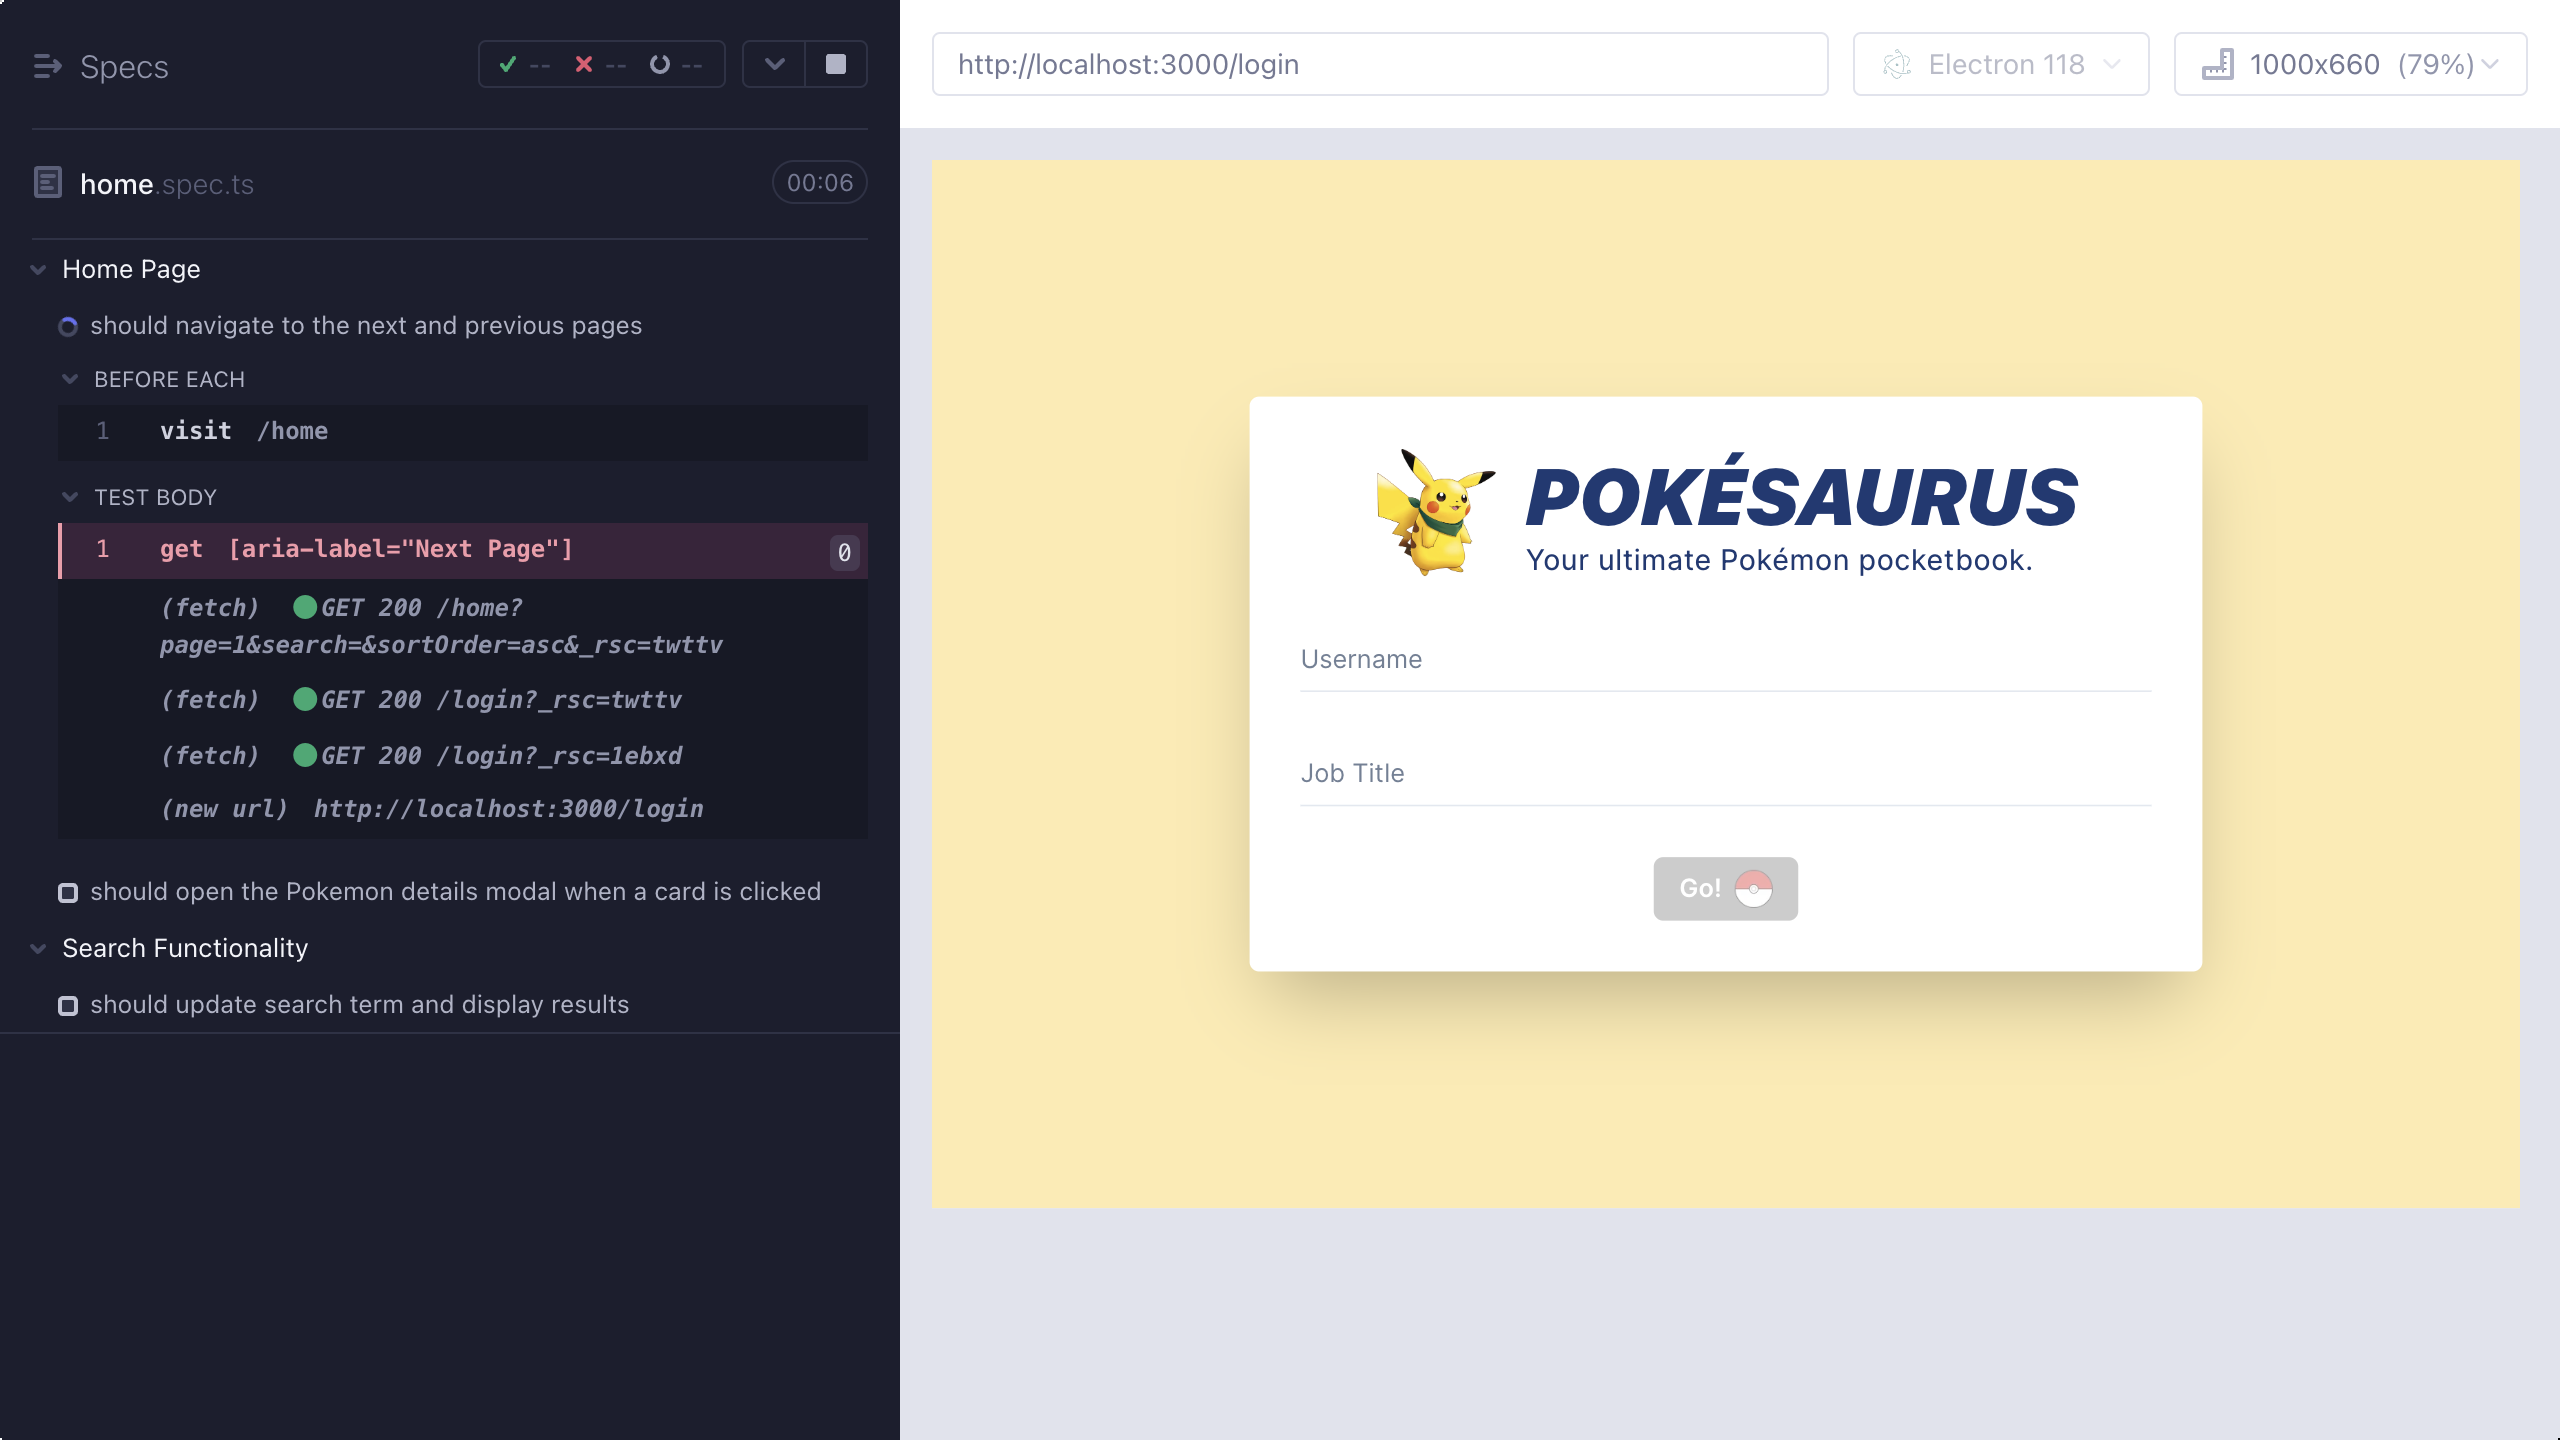 Specs
-- -- --
home.spec.ts
00:06
Home Page
should navigate to the next and previous pages
BEFORE EACH
1 visit /home
TEST BODY
1 get [aria-label="Next Page"] 0
(fetch) GET 200 /home?
page=1&search=&sortOrder=asc&_rsc=twttv
(fetch) GET 200 /login?_rsc=twttv
(fetch) GET 200 /login?_rsc=1ebxd
(new url) http://localhost:3000/login
should open the Pokemon details modal when a card is clicked
Search Functionality
should update search term and display results
http://localhost:3000/login
Electron 118
1000x660 (79%)
POKÉSAURUS
Your ultimate Pokémon pocketbook.
Username
Job Title
Go!